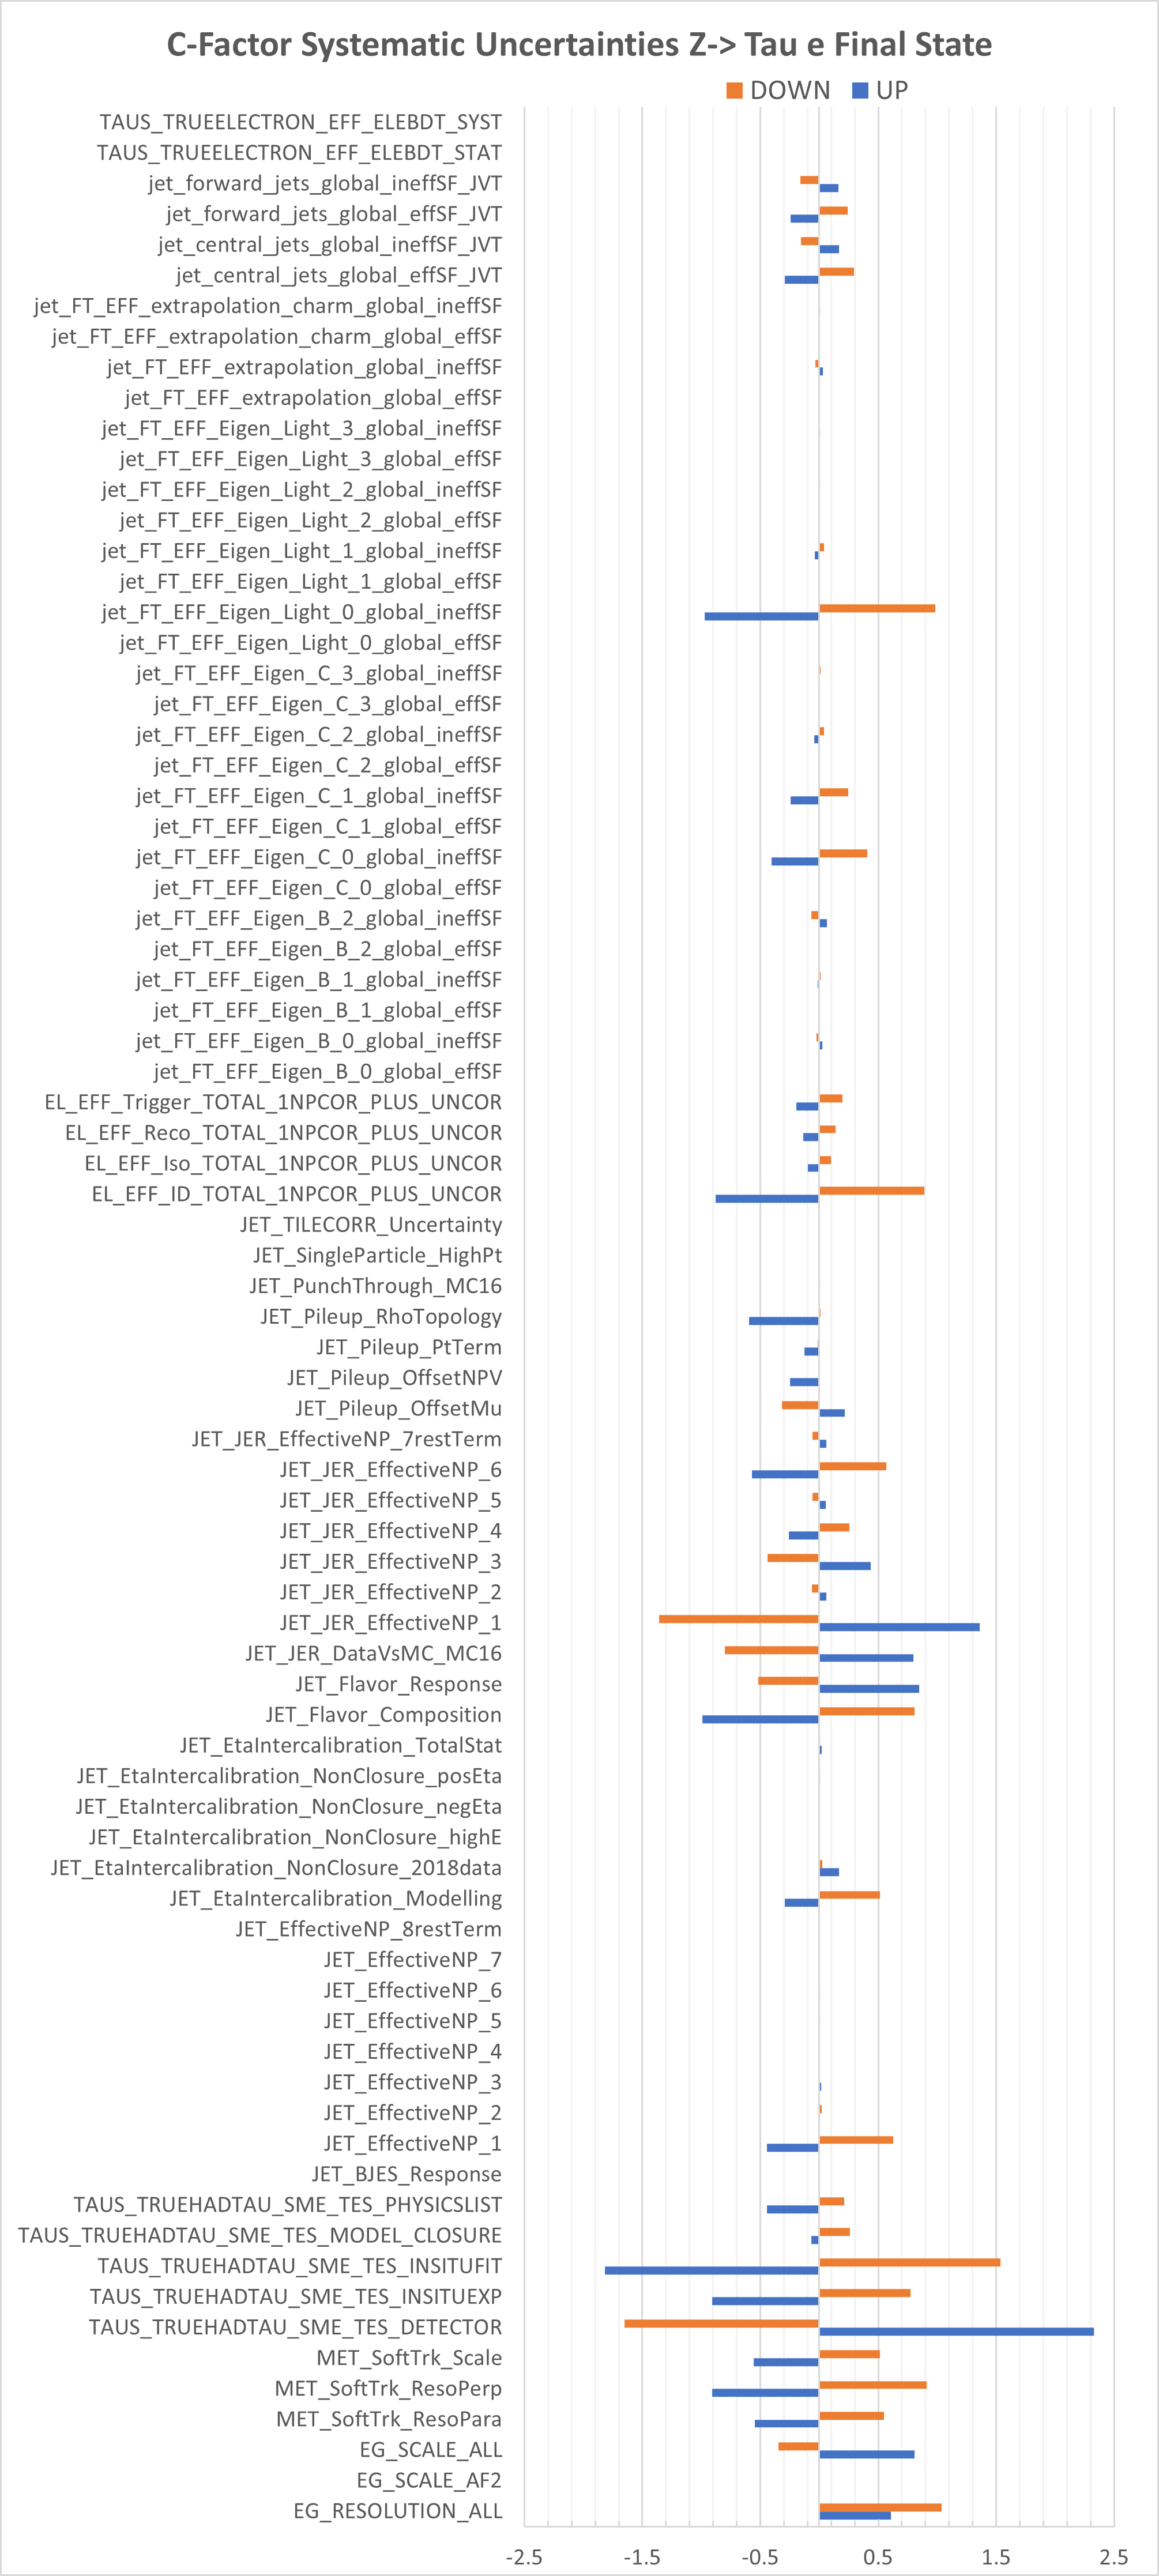 C-Factor Systematic Uncertainties Z-> Tau e Final State
DOWN UP
TAUS_TRUEELECTRON_EFF_ELEBDT_SYST
TAUS_TRUEELECTRON_EFF_ELEBDT_STAT
jet_forward_jets_global_ineffSF_JVT
jet_forward_jets_global_effSF_JVT
jet_central_jets_global_ineffSF_JVT
jet_central_jets_global_effSF_JVT
jet_FT_EFF_extrapolation_charm_global_ineffSF
jet_FT_EFF_extrapolation_charm_global_effSF
jet_FT_EFF_extrapolation_global_ineffSF
jet_FT_EFF_extrapolation_global_effSF
jet_FT_EFF_Eigen_Light_3_global_ineffSF
jet_FT_EFF_Eigen_Light_3_global_effSF
jet_FT_EFF_Eigen_Light_2_global_ineffSF
jet_FT_EFF_Eigen_Light_2_global_effSF
jet_FT_EFF_Eigen_Light_1_global_ineffSF
jet_FT_EFF_Eigen_Light_1_global_effSF
jet_FT_EFF_Eigen_Light_0_global_ineffSF
jet_FT_EFF_Eigen_Light_0_global_effSF
jet_FT_EFF_Eigen_C_3_global_ineffSF
jet_FT_EFF_Eigen_C_3_global_effSF
jet_FT_EFF_Eigen_C_2_global_ineffSF
jet_FT_EFF_Eigen_C_2_global_effSF
jet_FT_EFF_Eigen_C_1_global_ineffSF
jet_FT_EFF_Eigen_C_1_global_effSF
jet_FT_EFF_Eigen_C_0_global_ineffSF
jet_FT_EFF_Eigen_C_0_global_effSF
jet_FT_EFF_Eigen_B_2_global_ineffSF
jet_FT_EFF_Eigen_B_2_global_effSF
jet_FT_EFF_Eigen_B_1_global_ineffSF
jet_FT_EFF_Eigen_B_1_global_effSF
jet_FT_EFF_Eigen_B_0_global_ineffSF
jet_FT_EFF_Eigen_B_0_global_effSF
EL_EFF_Trigger_TOTAL_1NPCOR_PLUS_UNCOR
EL_EFF_Reco_TOTAL_1NPCOR_PLUS_UNCOR
EL_EFF_Iso_TOTAL_1NPCOR_PLUS_UNCOR
EL_EFF_ID_TOTAL_1NPCOR_PLUS_UNCOR
JET_TILECORR_Uncertainty
JET_SingleParticle_HighPt
JET_PunchThrough_MC16
JET_Pileup_RhoTopology
JET_Pileup_PtTerm
JET_Pileup_OffsetNPV
JET_Pileup_OffsetMu
JET_JER_EffectiveNP_7restTerm
JET_JER_EffectiveNP_6
JET_JER_EffectiveNP_5
JET_JER_EffectiveNP_4
JET_JER_EffectiveNP_3
JET_JER_EffectiveNP_2
JET_JER_EffectiveNP_1
JET_JER_DataVsMC_MC16
JET_Flavor_Response
JET_Flavor_Composition
JET_EtaIntercalibration_TotalStat
JET_EtaIntercalibration_NonClosure_posEta
JET_EtaIntercalibration_NonClosure_negEta
JET_EtaIntercalibration_NonClosure_highE
JET_EtaIntercalibration_NonClosure_2018data
JET_EtaIntercalibration_Modelling
JET_EffectiveNP_8restTerm
JET_EffectiveNP_7
JET_EffectiveNP_6
JET_EffectiveNP_5
JET_EffectiveNP_4
JET_EffectiveNP_3
JET_EffectiveNP_2
JET_EffectiveNP_1
JET_BJES_Response
TAUS_TRUEHADTAU_SME_TES_PHYSICSLIST
TAUS_TRUEHADTAU_SME_TES_MODEL_CLOSURE
TAUS_TRUEHADTAU_SME_TES_INSITUFIT
TAUS_TRUEHADTAU_SME_TES_INSITUEXP
TAUS_TRUEHADTAU_SME_TES_DETECTOR
MET_SoftTrk_Scale
MET_SoftTrk_ResoPerp
MET_SoftTrk_ResoPara
EG_SCALE_ALL
EG_SCALE_AF2
EG_RESOLUTION_ALL
-2.5 -1.5 -0.5 0.5 1.5 2.5